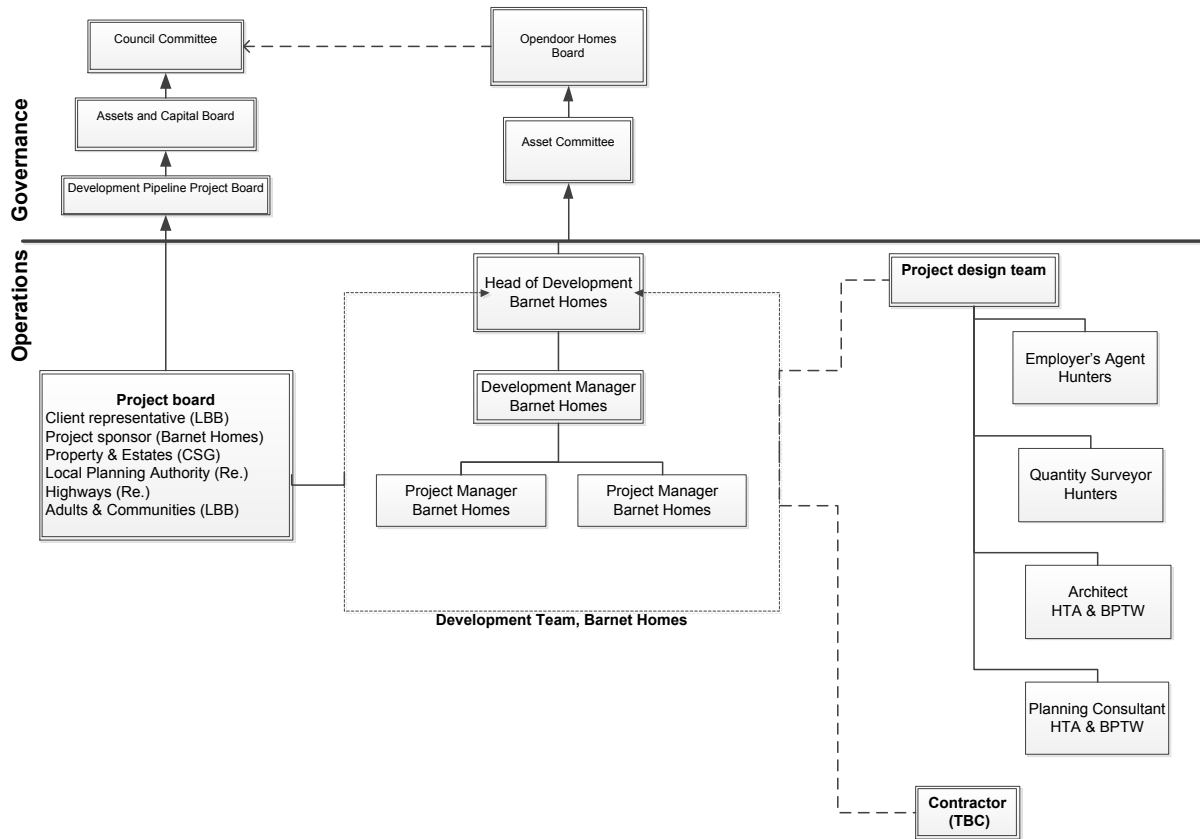 Governance
Council Committee
Opendoor Homes
Board
Assets and Capital Board
Asset Committee
Development Pipeline Project Board
Operations
Head of Development
Barnet Homes
Project design team
Employer's Agent
Hunters
Project board
Client representative (LBB)
Project sponsor (Barnet Homes)
Property & Estates (CSG)
Local Planning Authority (Re.)
Highways (Re.)
Adults & Communities (LBB)
Development Manager
Barnet Homes
Project Manager
Barnet Homes
Project Manager
Barnet Homes
Quantity Surveyor
Hunters
Architect
HTA & BPTW
Development Team, Barnet Homes
Planning Consultant
HTA & BPTW
Contractor
(TBC)